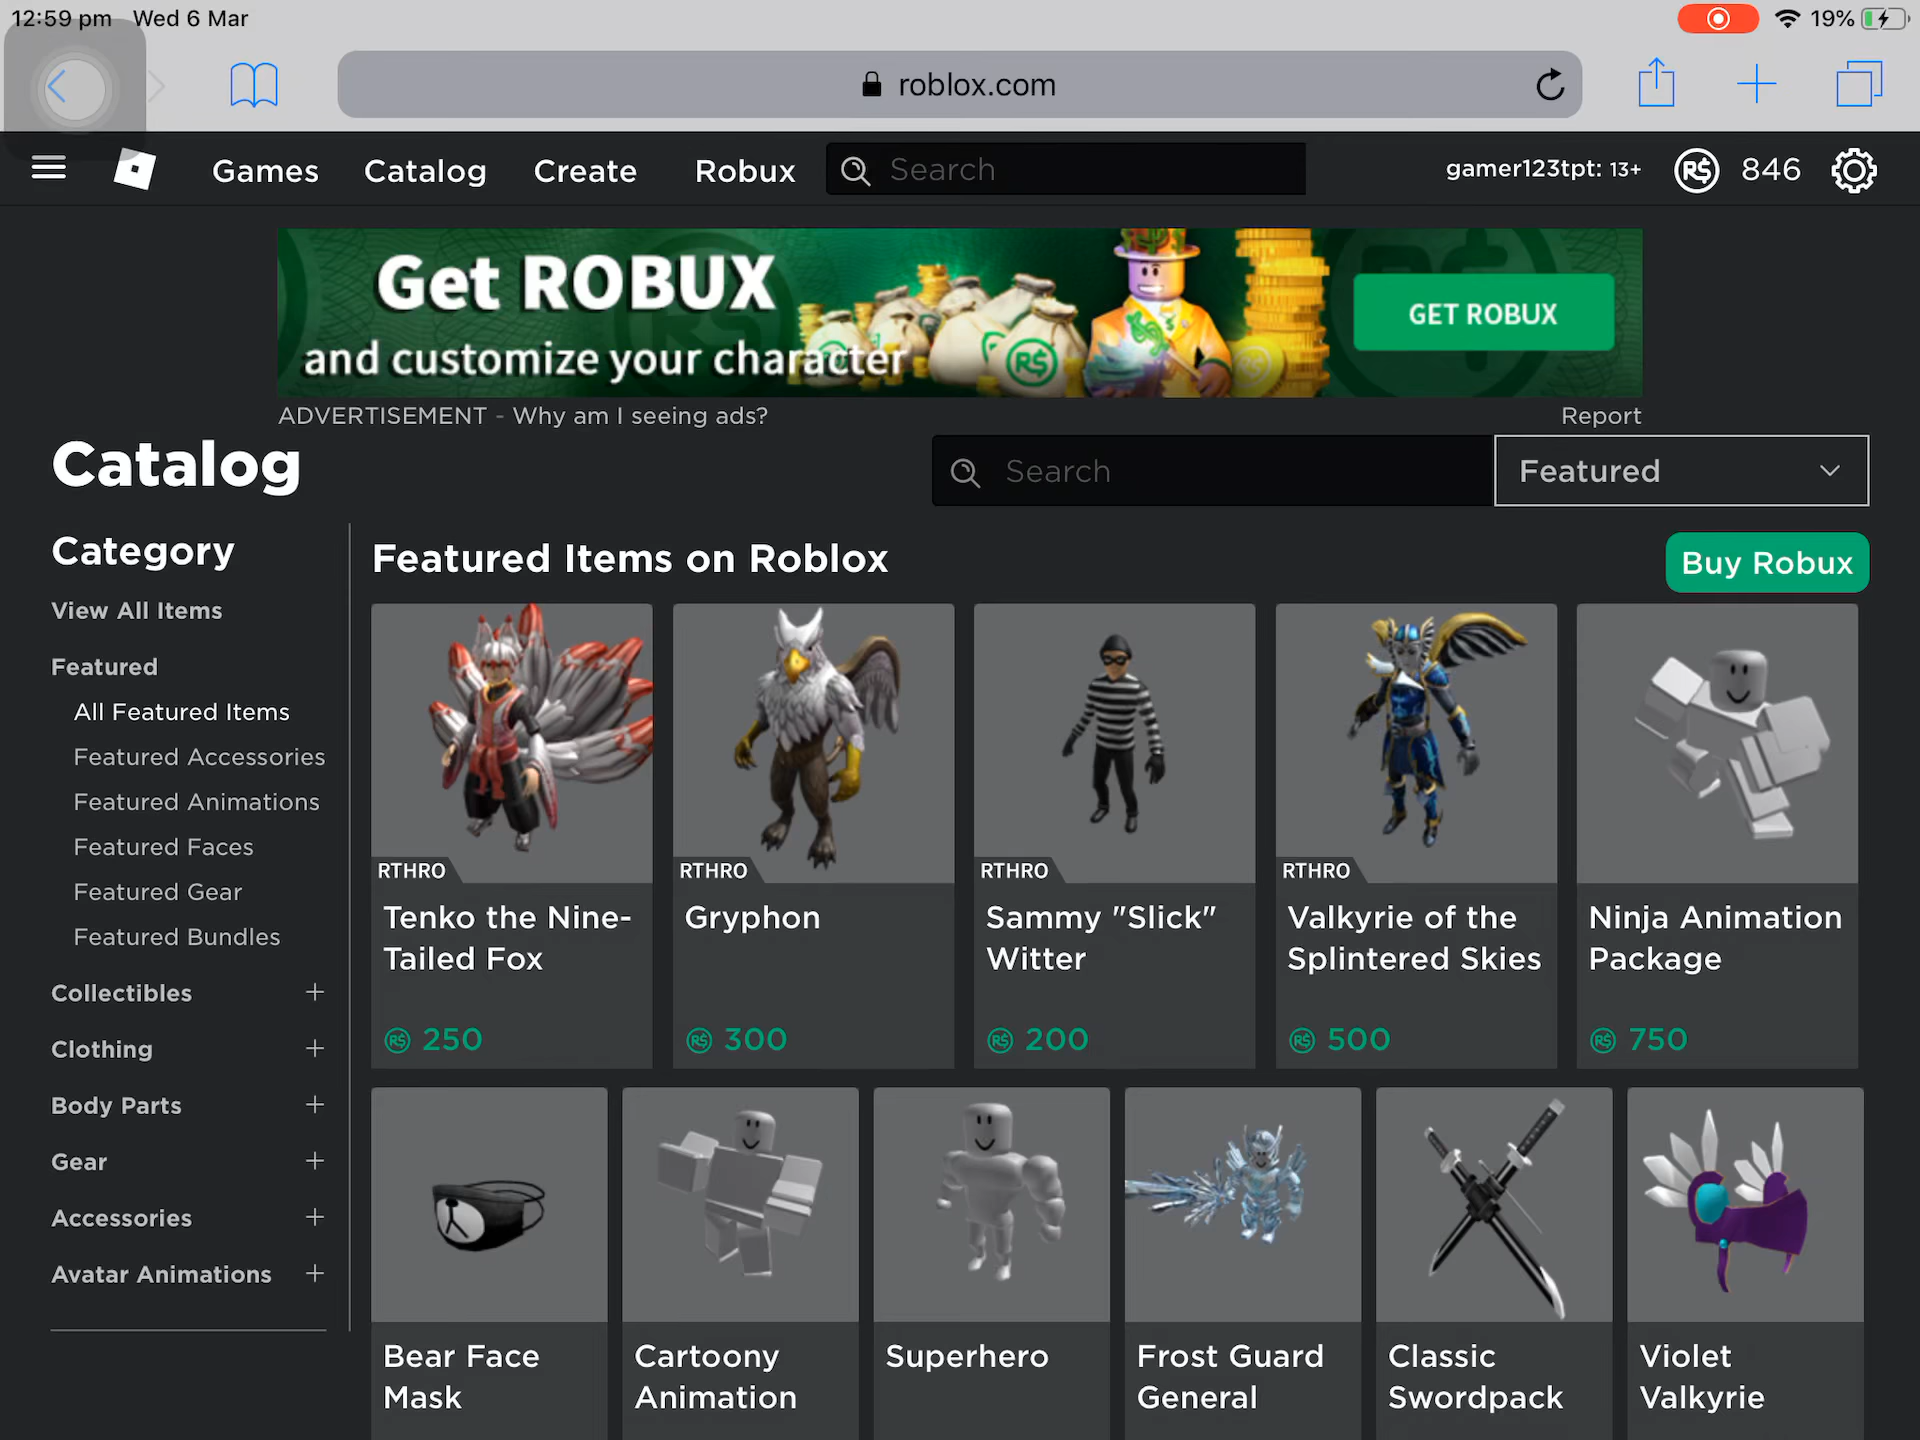 12:59 pm Wed 6 Mar
19%
roblox.com
Games Catalog Create Robux Search gamer123tpt: 13+ 846
Get ROBUX
and customize your character
GET ROBUX
ADVERTISEMENT - Why am I seeing ads? Report
Catalog
Search
Featured
Category
View All Items
Featured
All Featured Items
Featured Accessories
Featured Animations
Featured Faces
Featured Gear
Featured Bundles
Collectibles +
Clothing +
Body Parts +
Gear +
Accessories +
Avatar Animations +
Featured Items on Roblox
Buy Robux
RTHRO
Tenko the Nine-
Tailed Fox
R$ 250
RTHRO
Gryphon
R$ 300
RTHRO
Sammy "Slick"
Witter
R$ 200
RTHRO
Valkyrie of the
Splintered Skies
R$ 500
Ninja Animation
Package
R$ 750
Bear Face
Mask
Cartoony
Animation
Superhero
Frost Guard
General
Classic
Swordpack
Violet
Valkyrie